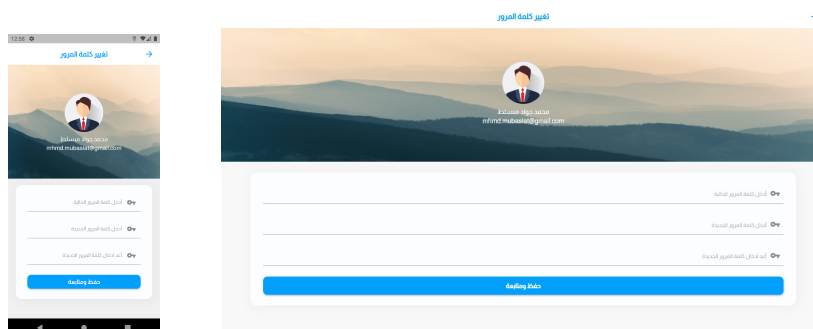 12:56
تغيير كلمة المرور
محمد جواد مبسلط
mhmd.mubaslat@gmail.com
أدخل كلمة المرور الحالية
أدخل كلمة المرور الجديدة
أعد ادخال كلمة المرور الجديدة
حفظ ومتابعة
تغيير كلمة المرور
محمد جواد مبسلط
mhmd.mubaslat@gmail.com
أدخل كلمة المرور الحالية
أدخل كلمة المرور الجديدة
أعد ادخال كلمة المرور الجديدة
حفظ ومتابعة